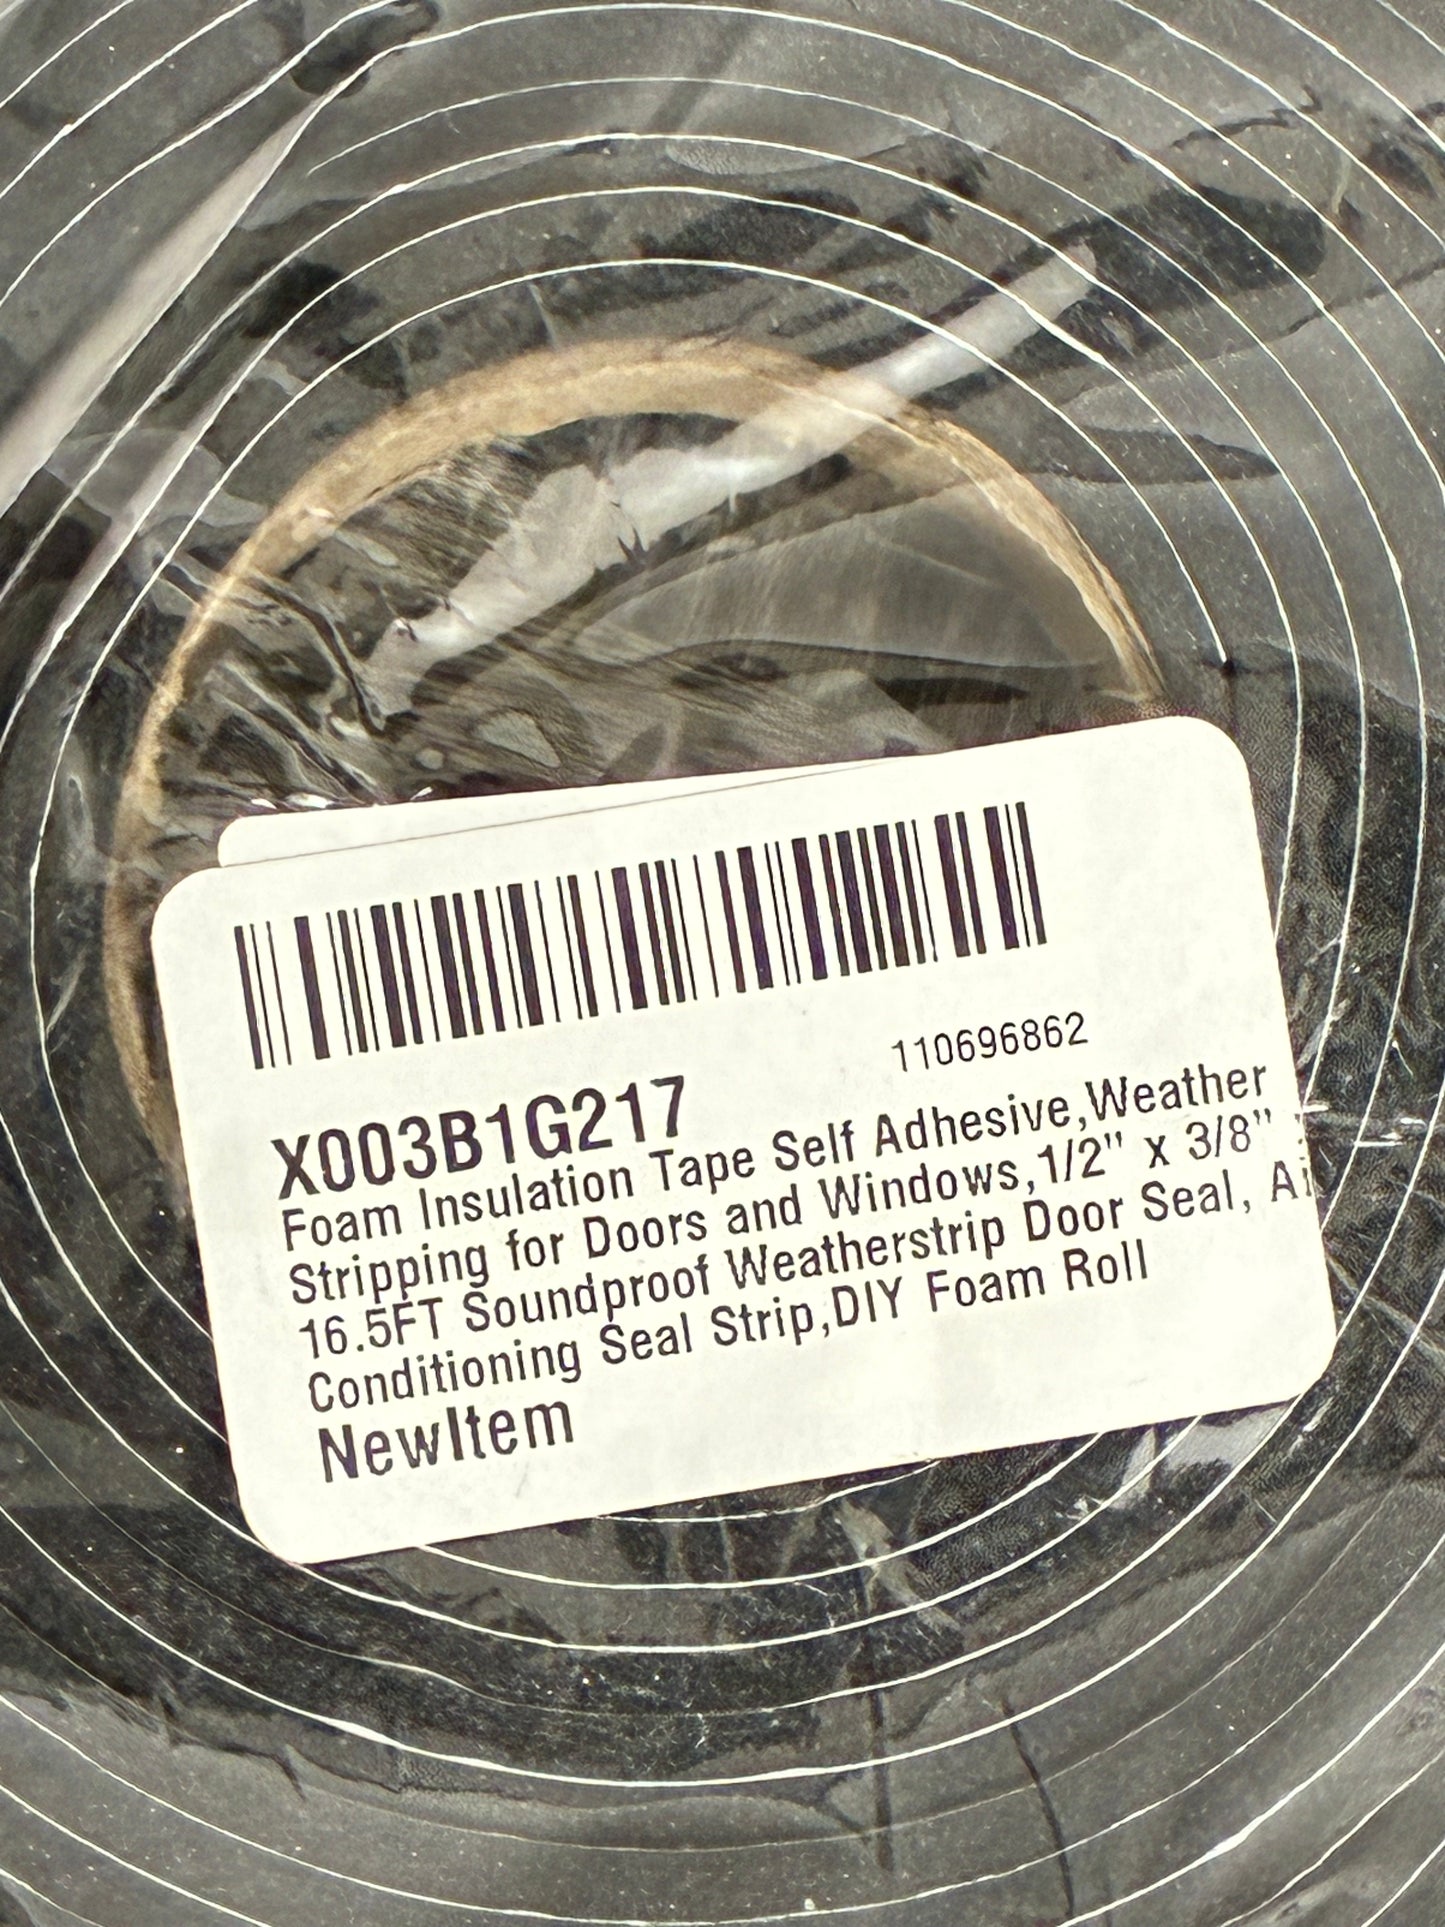 110696862
X003B1G217
Foam Insulation Tape Self Adhesive,Weather
Stripping for Doors and Windows,1/2" x 3/8"
16.5FT Soundproof Weatherstrip Door Seal, Ai
Conditioning Seal Strip,DIY Foam Roll
NewItem